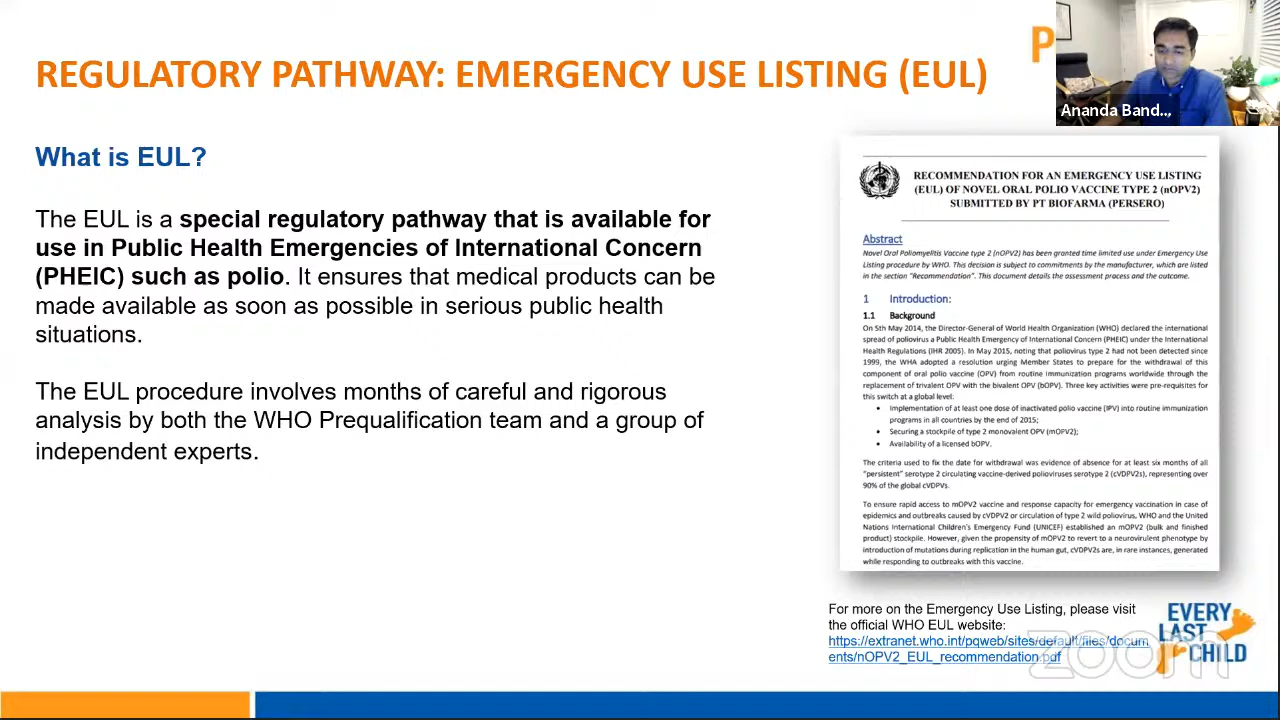 REGULATORY PATHWAY: EMERGENCY USE LISTING (EUL)
P
Ananda Band...
What is EUL?
The EUL is a special regulatory pathway that is available for
use in Public Health Emergencies of International Concern
(PHEIC) such as polio. It ensures that medical products can be
made available as soon as possible in serious public health
situations.
The EUL procedure involves months of careful and rigorous
analysis by both the WHO Prequalification team and a group of
independent experts.
RECOMMENDATION FOR AN EMERGENCY USE LISTING
(EUL) OF NOVEL ORAL POLIO VACCINE TYPE 2 (nOPV2)
SUBMITTED BY PT BIOFARMA (PERSERO)
Abstract
Novel Oral Poliomyelitis Vaccine type 2 (nOPV2) has been granted time limited use under Emergency Use
Listing procedure by WHO. This decision is subject to commitments by the manufacturer, which are listed
in the section "Recommendation". This document details the assessment process and the outcome.
1 Introduction:
1.1 Background
On 5th May 2014, the Director-General of World Health Organization (WHO) declared the international
spread of poliovirus a Public Health Emergency of International Concern (PHEIC) under the International
Health Regulations (IHR 2005). In May 2015, noting that poliovirus type 2 had not been detected since
1999, the WHA adopted a resolution urging Member States to prepare for the withdrawal of this
component of oral polio vaccine (OPV) from routine immunization programs worldwide through the
replacement of trivalent OPV with the bivalent OPV (bOPV). Three key activities were pre-requisites for
this switch at a global level:
• Implementation of at least one dose of inactivated polio vaccine (IPV) into routine immunization
programs in all countries by the end of 2015;
• Securing a stockpile of type 2 monovalent OPV (mOPV2);
• Availability of a licensed bOPV.
The criteria used to fix the date for withdrawal was evidence of absence for at least six months of all
"persistent" serotype 2 circulating vaccine-derived polioviruses serotype 2 (cVDPV2s), representing over
90% of the global cVDPVs.
To ensure rapid access to mOPV2 vaccine and response capacity for emergency vaccination in case of
epidemics and outbreaks caused by cVDPV2 or circulation of type 2 wild poliovirus, WHO and the United
Nations International Children's Emergency Fund (UNICEF) established an mOPV2 (bulk and finished
product) stockpile. However, given the propensity of mOPV2 to revert to a neurovirulent phenotype by
introduction of mutations during replication in the human gut, cVDPV2s are, in rare instances, generated
while responding to outbreaks with this vaccine.
For more on the Emergency Use Listing, please visit
the official WHO EUL website:
https://extranet.who.int/pqweb/sites/default/files/docum
ents/nOPV2_EUL_recommendation.pdf
EVERY
LAST
CHILD
zoom